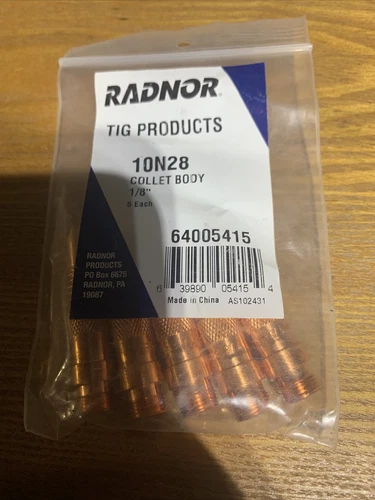 RADNOR®
TIG PRODUCTS
10N28
COLLET BODY
1/8"
5 Each
64005415
RADNOR
PRODUCTS
PO Box 6675
RADNOR, PA
19087
6 39890 05415 4
Made in China AS102431